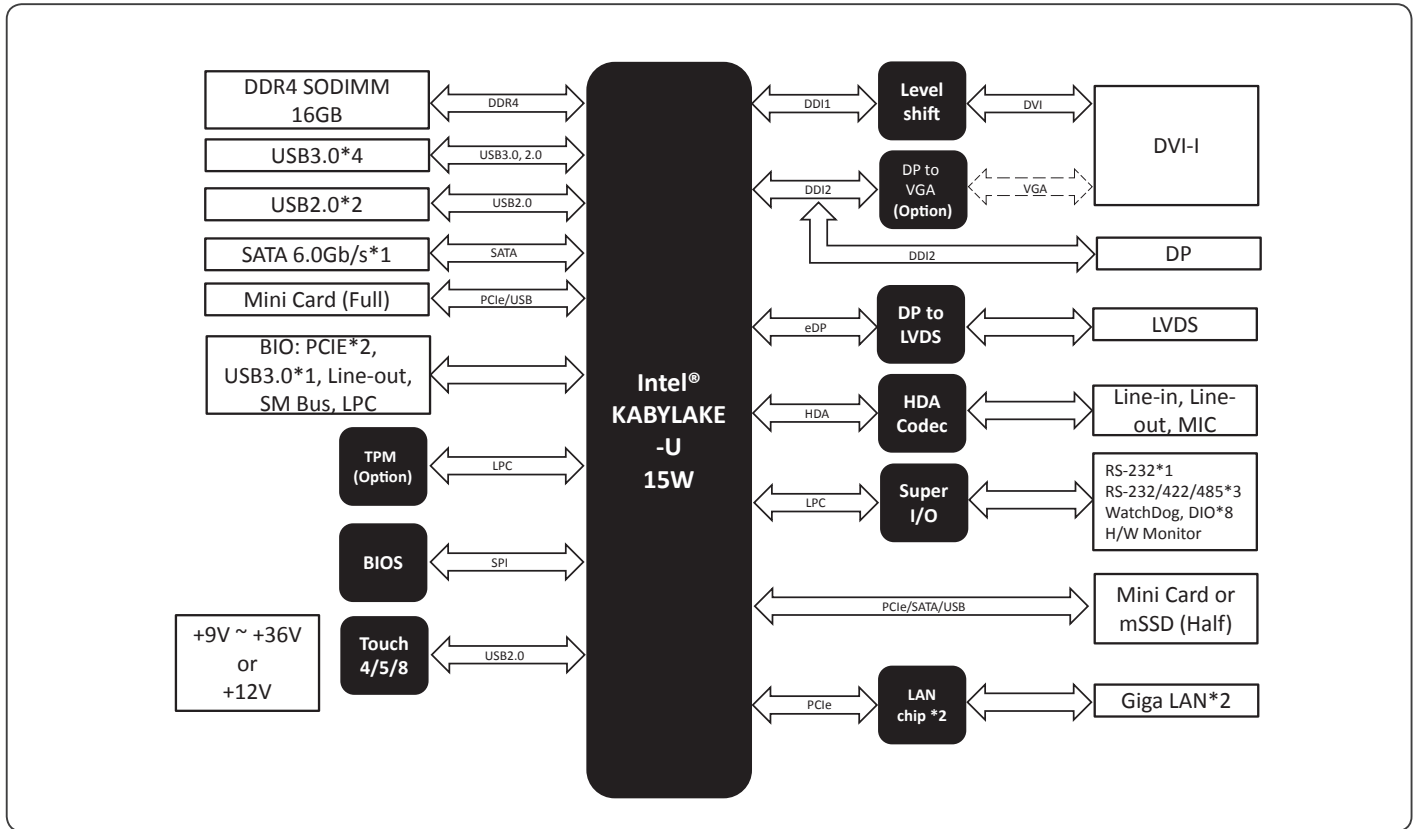 DDR4 SODIMM
16GB
DDR4
USB3.0*4
USB3.0, 2.0
USB2.0*2
USB2.0
SATA 6.0Gb/s*1
SATA
Mini Card (Full)
PCIe/USB
BIO: PCIE*2,
USB3.0*1, Line-out,
SM Bus, LPC
TPM
(Option)
LPC
BIOS
SPI
+9V ~ +36V
or
+12V
Touch
4/5/8
USB2.0
Intel®
KABYLAKE
-U
15W
DDI1
Level
shift
DVI
DVI-I
DDI2
DP to
VGA
(Option)
VGA
DDI2
DP
eDP
DP to
LVDS
LVDS
HDA
HDA
Codec
Line-in, Line-
out, MIC
LPC
Super
I/O
RS-232*1
RS-232/422/485*3
WatchDog, DIO*8
H/W Monitor
PCIe/SATA/USB
Mini Card or
mSSD (Half)
PCIe
LAN
chip *2
Giga LAN*2